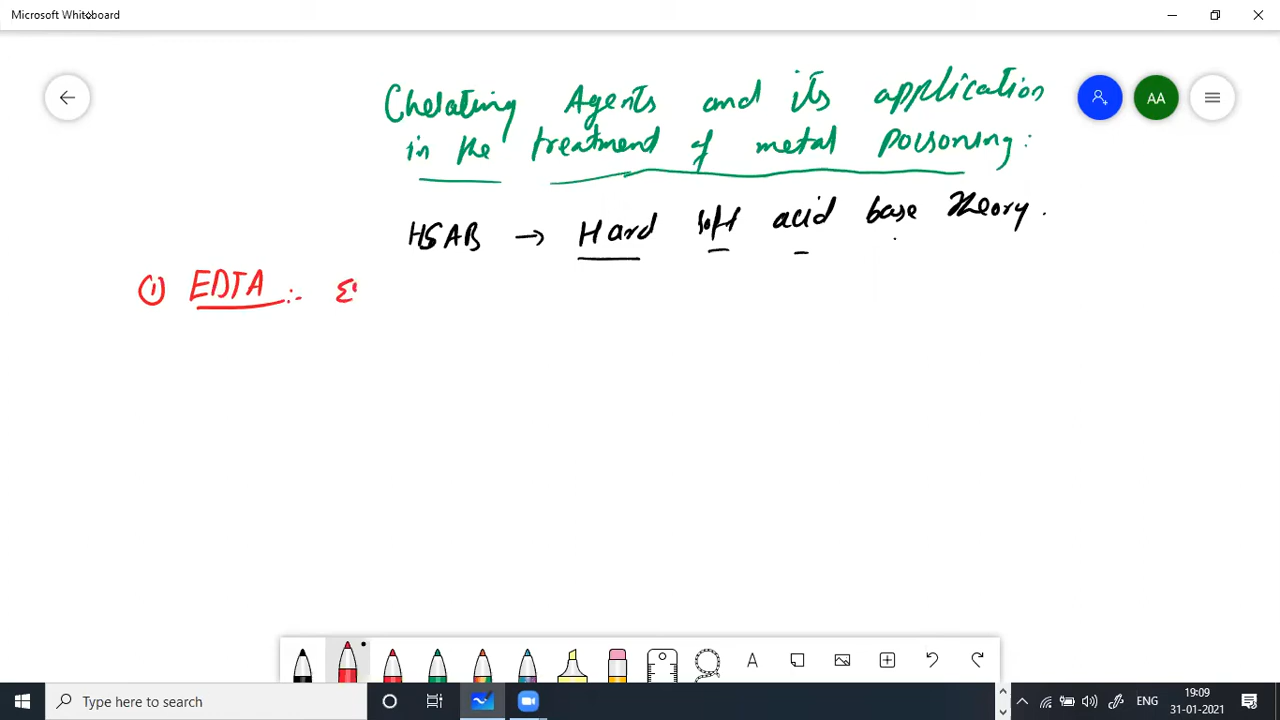 Microsoft Whiteboard
Chelating Agents and its application
in the treatment of metal Poisoning:
AA
HSAB → Hard Soft acid base Theory.
① EDTA :-
A
Type here to search
ENG
19:09
31-01-2021